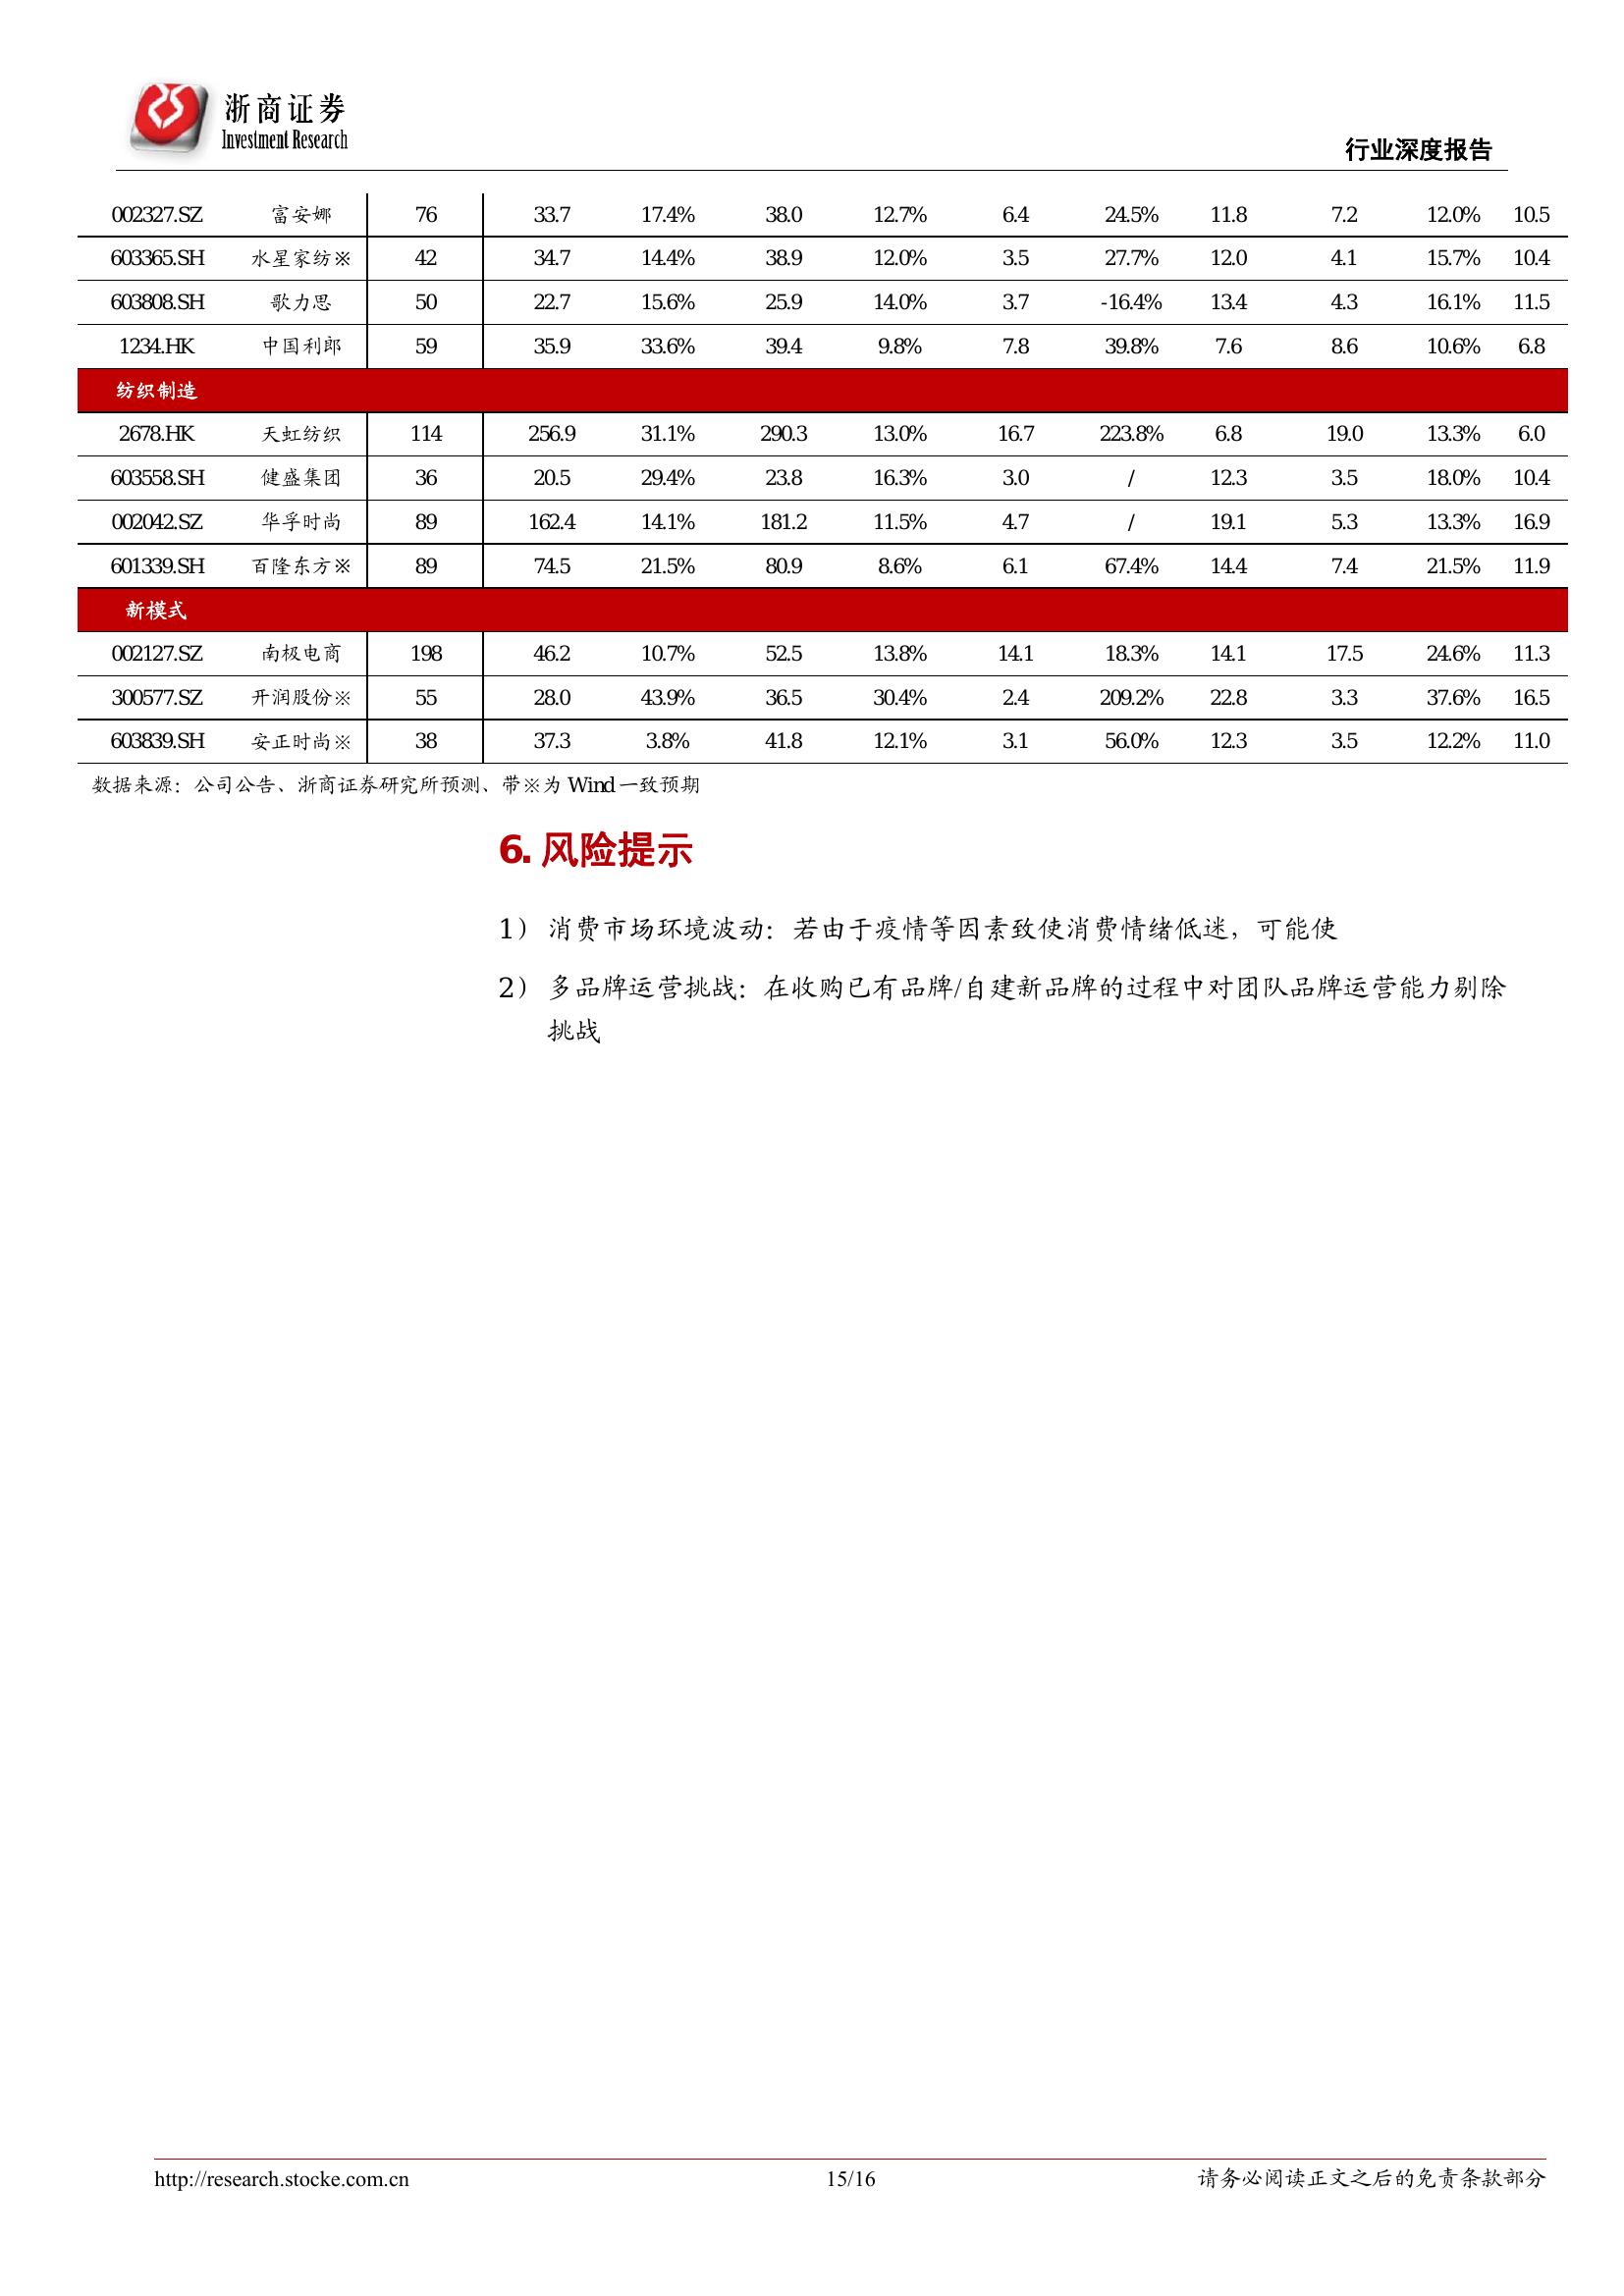 浙商证券
Investment Research
行业深度报告
002327.SZ 富安娜 76 33.7 17.4% 38.0 12.7% 6.4 24.5% 11.8 7.2 12.0% 10.5
603365.SH 水星家纺※ 42 34.7 14.4% 38.9 12.0% 3.5 27.7% 12.0 4.1 15.7% 10.4
603808.SH 歌力思 50 22.7 15.6% 25.9 14.0% 3.7 -16.4% 13.4 4.3 16.1% 11.5
1234.HK 中国利郎 59 35.9 33.6% 39.4 9.8% 7.8 39.8% 7.6 8.6 10.6% 6.8
纺织制造
2678.HK 天虹纺织 114 256.9 31.1% 290.3 13.0% 16.7 223.8% 6.8 19.0 13.3% 6.0
603558.SH 健盛集团 36 20.5 29.4% 23.8 16.3% 3.0 / 12.3 3.5 18.0% 10.4
002042.SZ 华孚时尚 89 162.4 14.1% 181.2 11.5% 4.7 / 19.1 5.3 13.3% 16.9
601339.SH 百隆东方※ 89 74.5 21.5% 80.9 8.6% 6.1 67.4% 14.4 7.4 21.5% 11.9
新模式
002127.SZ 南极电商 198 46.2 10.7% 52.5 13.8% 14.1 18.3% 14.1 17.5 24.6% 11.3
300577.SZ 开润股份※ 55 28.0 43.9% 36.5 30.4% 2.4 209.2% 22.8 3.3 37.6% 16.5
603839.SH 安正时尚※ 38 37.3 3.8% 41.8 12.1% 3.1 56.0% 12.3 3.5 12.2% 11.0
数据来源：公司公告、浙商证券研究所预测、带※为 Wind 一致预期
6. 风险提示
1） 消费市场环境波动：若由于疫情等因素致使消费情绪低迷，可能使
2） 多品牌运营挑战：在收购已有品牌/自建新品牌的过程中对团队品牌运营能力剔除
挑战
http://research.stocke.com.cn 15/16 请务必阅读正文之后的免责条款部分